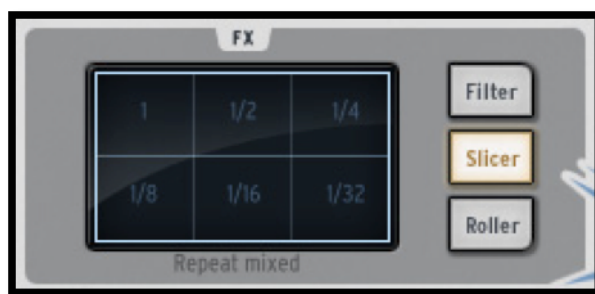 FX
1 1/2 1/4
1/8 1/16 1/32
Repeat mixed
Filter
Slicer
Roller